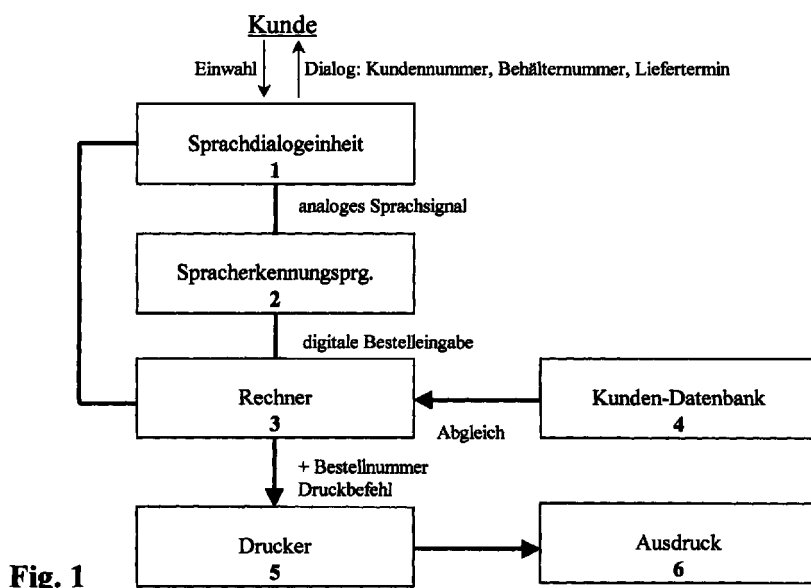 Kunde
Einwahl
Dialog: Kundennummer, Behälternummer, Liefertermin
Sprachdialogeinheit
1
analoges Sprachsignal
Spracherkennungsprg.
2
digitale Bestelleingabe
Rechner
3
Kunden-Datenbank
4
Abgleich
+ Bestellnummer
Druckbefehl
Drucker
5
Ausdruck
6
Fig. 1